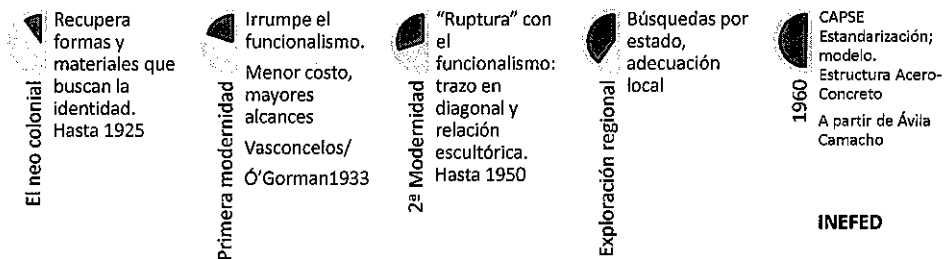 El neo colonial
Recupera
formas y
materiales que
buscan la
identidad.
Hasta 1925
Primera modernidad
Irrumpe el
funcionalismo.
Menor costo,
mayores
alcances
Vasconcelos/
Ó'Gorman1933
2ª Modernidad
“Ruptura” con
el
funcionalismo:
trazo en
diagonal y
relación
escultórica.
Hasta 1950
Exploración regional
Búsquedas por
estado,
adecuación
local
1960
CAPSE
Estandarización;
modelo.
Estructura Acero-
Concreto
A partir de Ávila
Camacho
INEFED